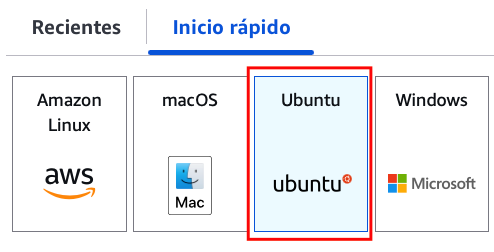 Recientes
Inicio rápido
Amazon
Linux
macOS
Ubuntu
Windows
aws
Mac
ubuntu
Microsoft